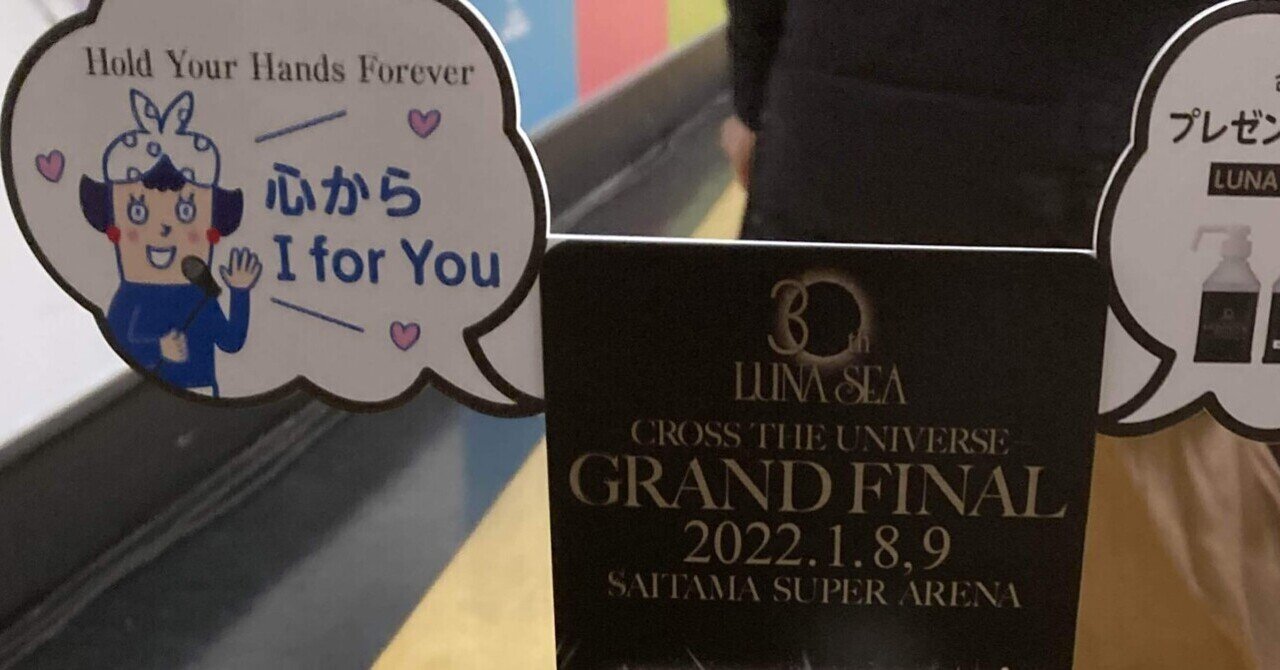 Hold Your Hands Forever
心から
I for You
30th
LUNA SEA
CROSS THE UNIVERSE
GRAND FINAL
2022.1.8,9
SAITAMA SUPER ARENA
プレゼン
LUNA